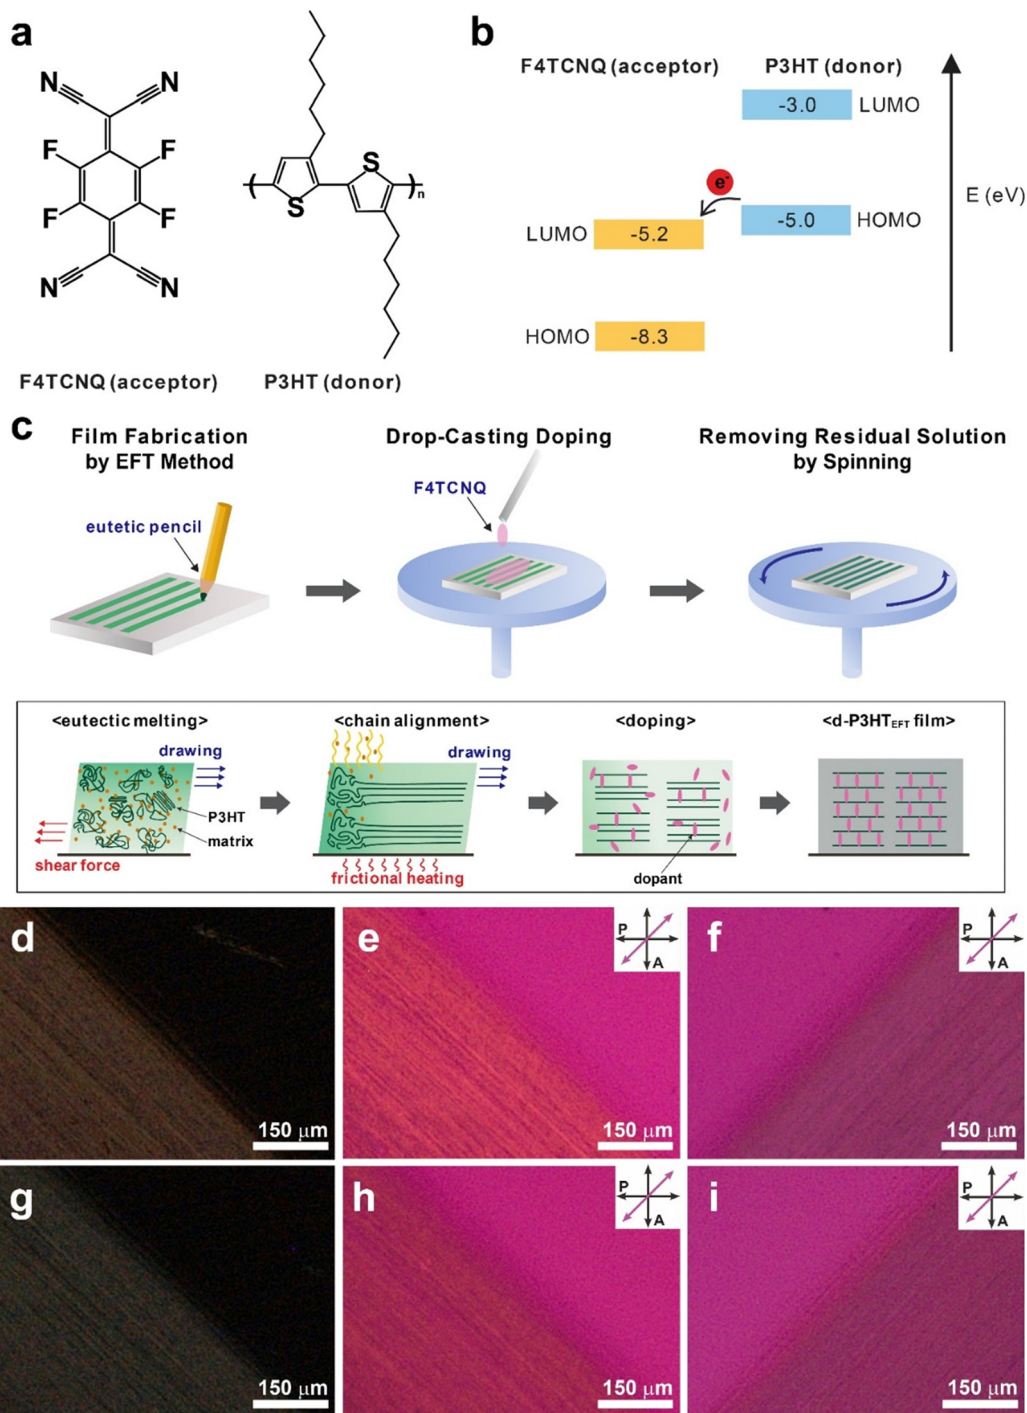 a
N N
F F
F F
N N
F4TCNQ (acceptor)
S
S
n
P3HT (donor)
b
F4TCNQ (acceptor) P3HT (donor)
-3.0 LUMO
e-
LUMO -5.2
-5.0 HOMO
HOMO -8.3
E (eV)
c
Film Fabrication
by EFT Method
eutetic pencil
Drop-Casting Doping
F4TCNQ
Removing Residual Solution
by Spinning
<eutectic melting>
drawing
P3HT
matrix
shear force
<chain alignment>
drawing
frictional heating
<doping>
dopant
<d-P3HTEFT film>
d
150 μm
e
P
A
150 μm
f
P
A
150 μm
g
150 μm
h
P
A
150 μm
i
P
A
150 μm